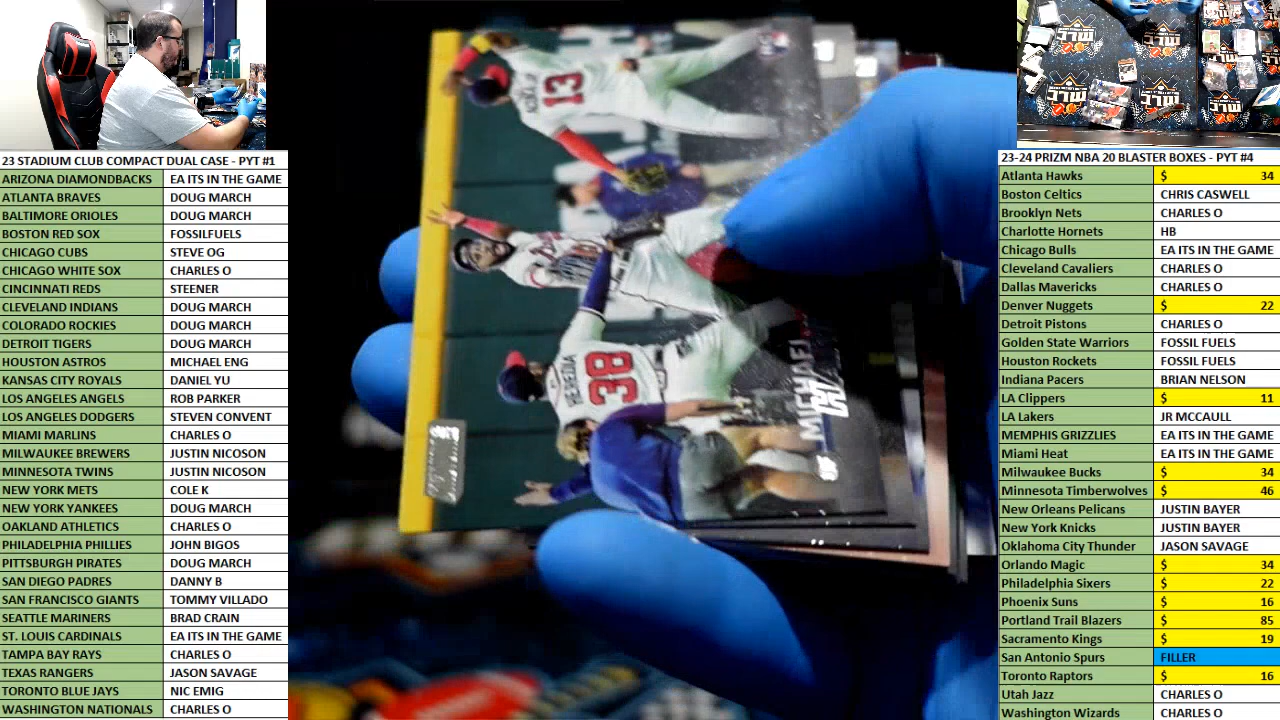 23 STADIUM CLUB COMPACT DUAL CASE - PYT #1
ARIZONA DIAMONDBACKS EA ITS IN THE GAME
ATLANTA BRAVES DOUG MARCH
BALTIMORE ORIOLES DOUG MARCH
BOSTON RED SOX FOSSILFUELS
CHICAGO CUBS STEVE OG
CHICAGO WHITE SOX CHARLES O
CINCINNATI REDS STEENER
CLEVELAND INDIANS DOUG MARCH
COLORADO ROCKIES DOUG MARCH
DETROIT TIGERS DOUG MARCH
HOUSTON ASTROS MICHAEL ENG
KANSAS CITY ROYALS DANIEL YU
LOS ANGELES ANGELS ROB PARKER
LOS ANGELES DODGERS STEVEN CONVENT
MIAMI MARLINS CHARLES O
MILWAUKEE BREWERS JUSTIN NICOSON
MINNESOTA TWINS JUSTIN NICOSON
NEW YORK METS COLE K
NEW YORK YANKEES DOUG MARCH
OAKLAND ATHLETICS CHARLES O
PHILADELPHIA PHILLIES JOHN BIGOS
PITTSBURGH PIRATES DOUG MARCH
SAN DIEGO PADRES DANNY B
SAN FRANCISCO GIANTS TOMMY VILLADO
SEATTLE MARINERS BRAD CRAIN
ST. LOUIS CARDINALS EA ITS IN THE GAME
TAMPA BAY RAYS CHARLES O
TEXAS RANGERS JASON SAVAGE
TORONTO BLUE JAYS NIC EMIG
WASHINGTON NATIONALS CHARLES O
13
38
MICHAEL
23-24 PRIZM NBA 20 BLASTER BOXES - PYT #4
Atlanta Hawks $ 34
Boston Celtics CHRIS CASWELL
Brooklyn Nets CHARLES O
Charlotte Hornets HB
Chicago Bulls EA ITS IN THE GAME
Cleveland Cavaliers CHARLES O
Dallas Mavericks CHARLES O
Denver Nuggets $ 22
Detroit Pistons CHARLES O
Golden State Warriors FOSSIL FUELS
Houston Rockets FOSSIL FUELS
Indiana Pacers BRIAN NELSON
LA Clippers $ 11
LA Lakers JR MCCAULL
MEMPHIS GRIZZLIES EA ITS IN THE GAME
Miami Heat EA ITS IN THE GAME
Milwaukee Bucks $ 34
Minnesota Timberwolves $ 46
New Orleans Pelicans JUSTIN BAYER
New York Knicks JUSTIN BAYER
Oklahoma City Thunder JASON SAVAGE
Orlando Magic $ 34
Philadelphia Sixers $ 22
Phoenix Suns $ 16
Portland Trail Blazers $ 85
Sacramento Kings $ 19
San Antonio Spurs FILLER
Toronto Raptors $ 16
Utah Jazz CHARLES O
Washington Wizards CHARLES O